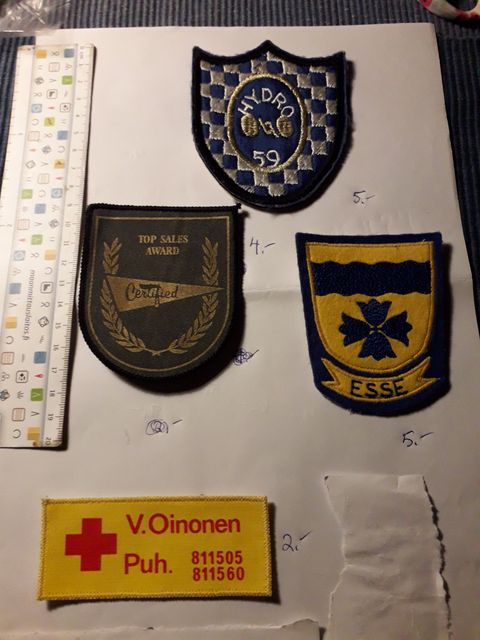 HYDRO
59
5.-
TOP SALES
AWARD
Certified
4.-
ESSE
5.-
V.Oinonen
Puh. 811505
811560
2.-